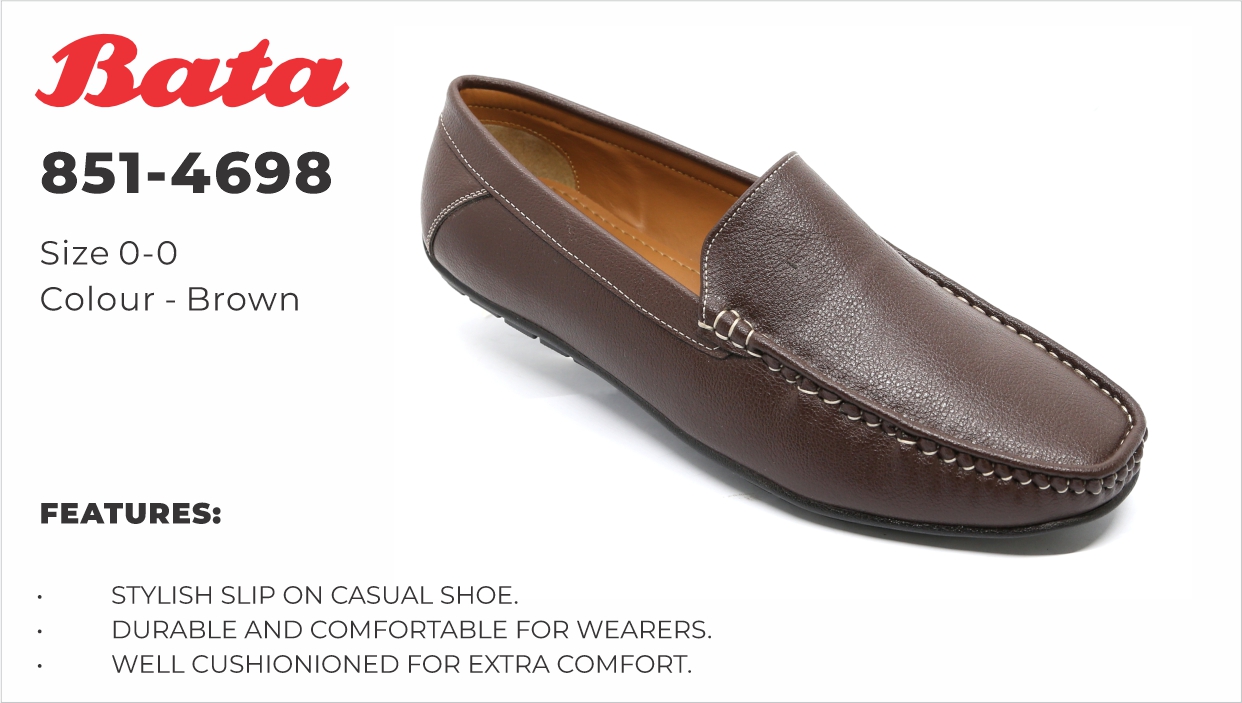 Bata
851-4698
Size 0-0
Colour - Brown
FEATURES:
• STYLISH SLIP ON CASUAL SHOE.
• DURABLE AND COMFORTABLE FOR WEARERS.
• WELL CUSHIONIONED FOR EXTRA COMFORT.